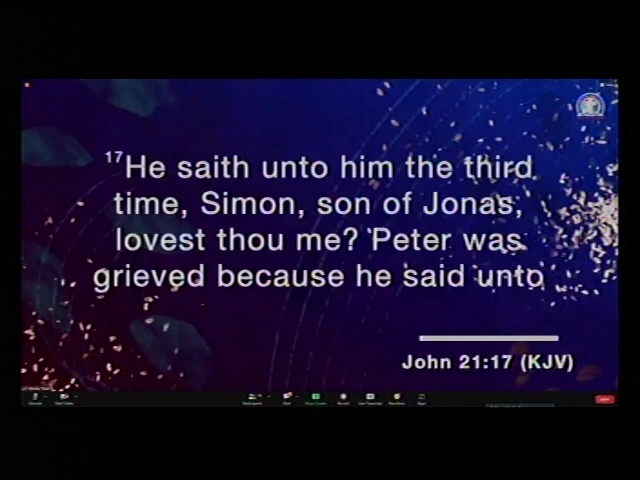 17He saith unto him the third
time, Simon, son of Jonas,
lovest thou me? Peter was
grieved because he said unto
John 21:17 (KJV)